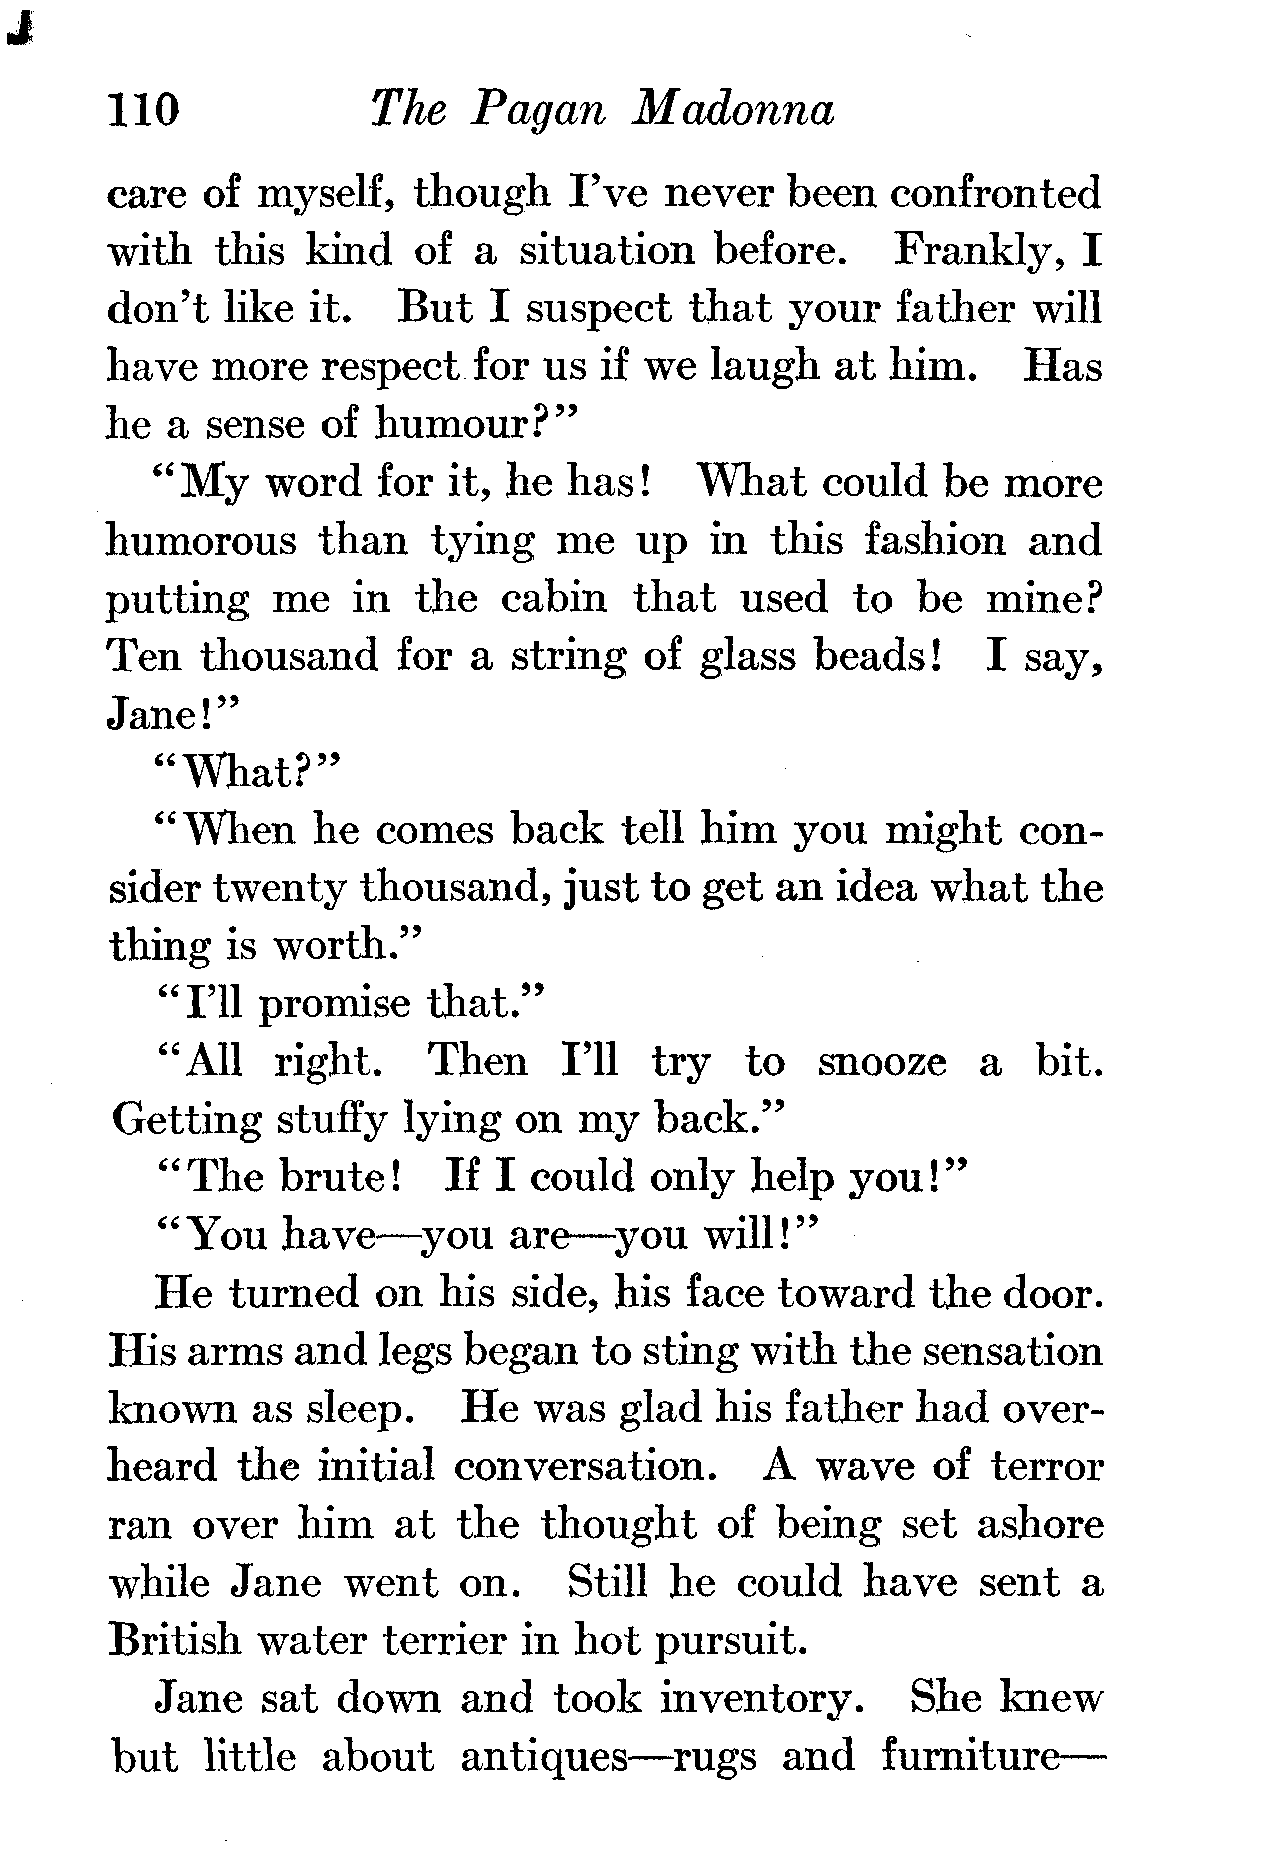 110 The Pagan Madonna
care of myself, though I've never been confronted
with this kind of a situation before. Frankly, I
don't like it. But I suspect that your father will
have more respect for us if we laugh at him. Has
he a sense of humour?"
"My word for it, he has! What could be more
humorous than tying me up in this fashion and
putting me in the cabin that used to be mine?
Ten thousand for a string of glass beads! I say,
Jane!"
"What?"
"When he comes back tell him you might con-
sider twenty thousand, just to get an idea what the
thing is worth."
"I'll promise that."
"All right. Then I'll try to snooze a bit.
Getting stuffy lying on my back."
"The brute! If I could only help you!"
"You have—you are—you will!"
He turned on his side, his face toward the door.
His arms and legs began to sting with the sensation
known as sleep. He was glad his father had over-
heard the initial conversation. A wave of terror
ran over him at the thought of being set ashore
while Jane went on. Still he could have sent a
British water terrier in hot pursuit.
Jane sat down and took inventory. She knew
but little about antiques—rugs and furniture—